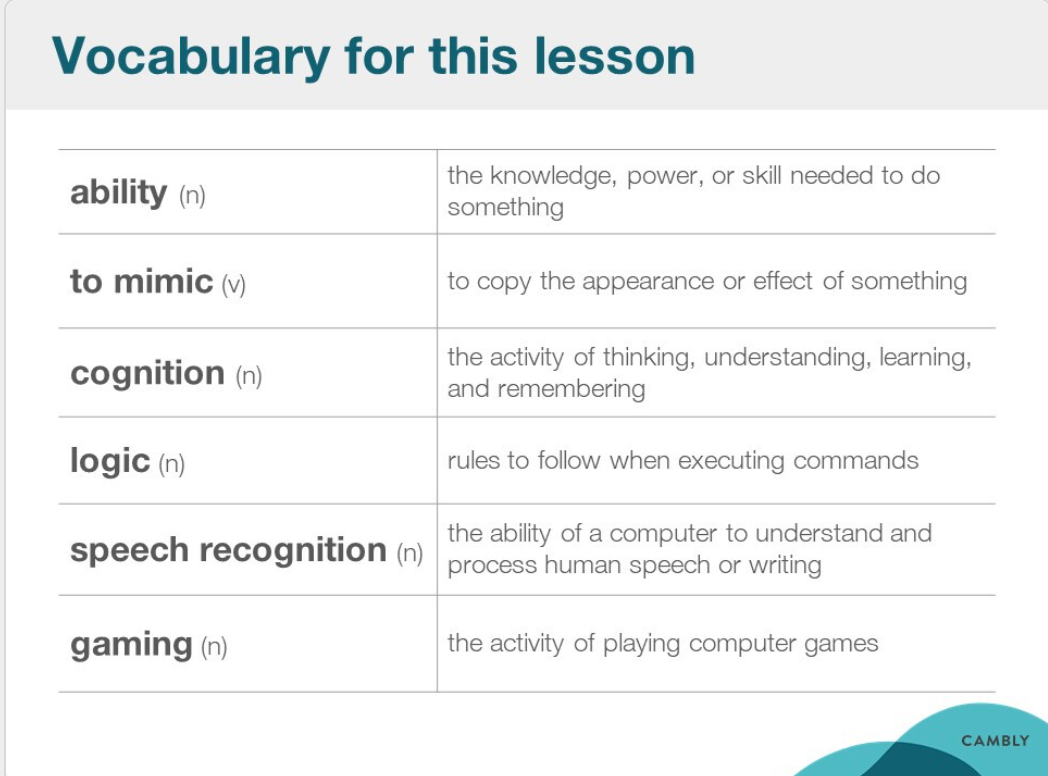 Vocabulary for this lesson
ability (n)
the knowledge, power, or skill needed to do
something
to mimic (v)
to copy the appearance or effect of something
cognition (n)
the activity of thinking, understanding, learning,
and remembering
logic (n)
rules to follow when executing commands
speech recognition (n)
the ability of a computer to understand and
process human speech or writing
gaming (n)
the activity of playing computer games
CAMBLY